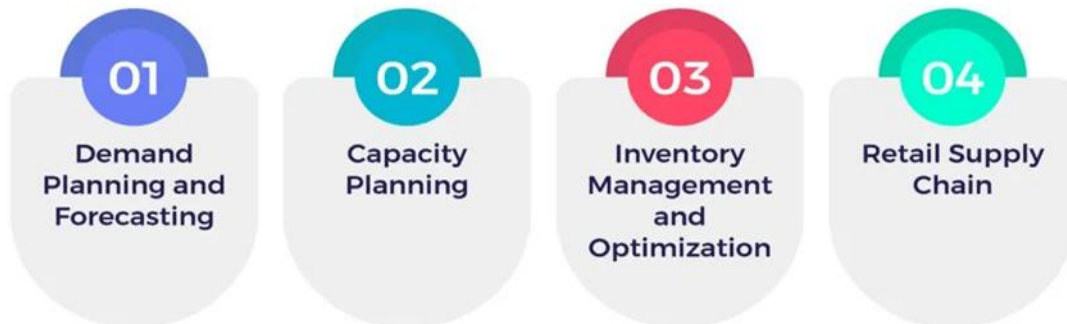 01
Demand
Planning and
Forecasting
02
Capacity
Planning
03
Inventory
Management
and
Optimization
04
Retail Supply
Chain